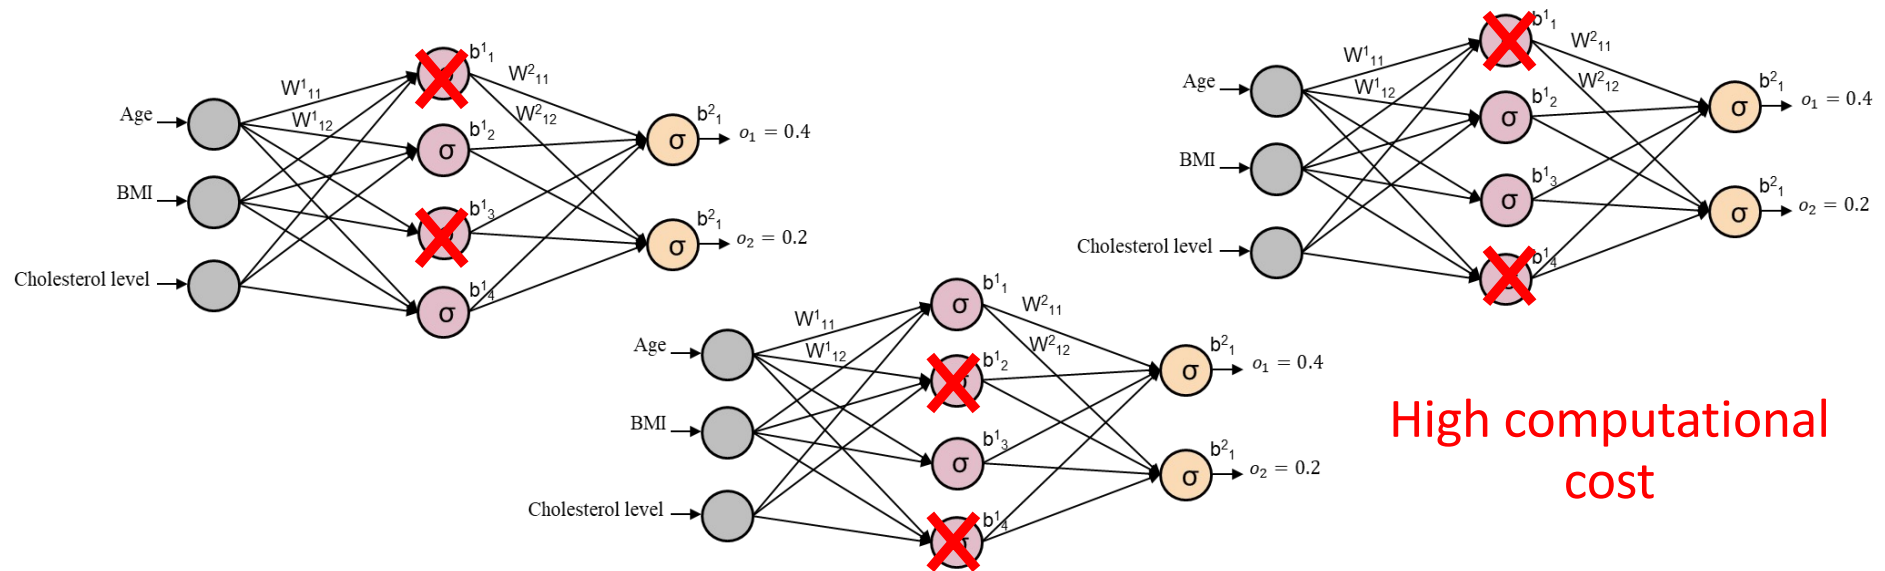 b¹₁
W¹₁₁
W²₁₁
Age
W¹₁₂
W²₁₂
b¹₂
σ
b²₁
σ
o₁ = 0.4
BMI
b¹₃
b²₁
σ
o₂ = 0.2
Cholesterol level
b¹₄
σ
b¹₁
σ
W¹₁₁
W²₁₁
Age
W¹₁₂
W²₁₂
b¹₂
b²₁
σ
o₁ = 0.4
BMI
b¹₃
σ
b²₁
σ
o₂ = 0.2
Cholesterol level
b¹₄
b¹₁
W¹₁₁
W²₁₁
Age
W¹₁₂
W²₁₂
b¹₂
σ
b²₁
σ
o₁ = 0.4
BMI
b¹₃
σ
b²₁
σ
o₂ = 0.2
Cholesterol level
b¹₄
High computational
cost